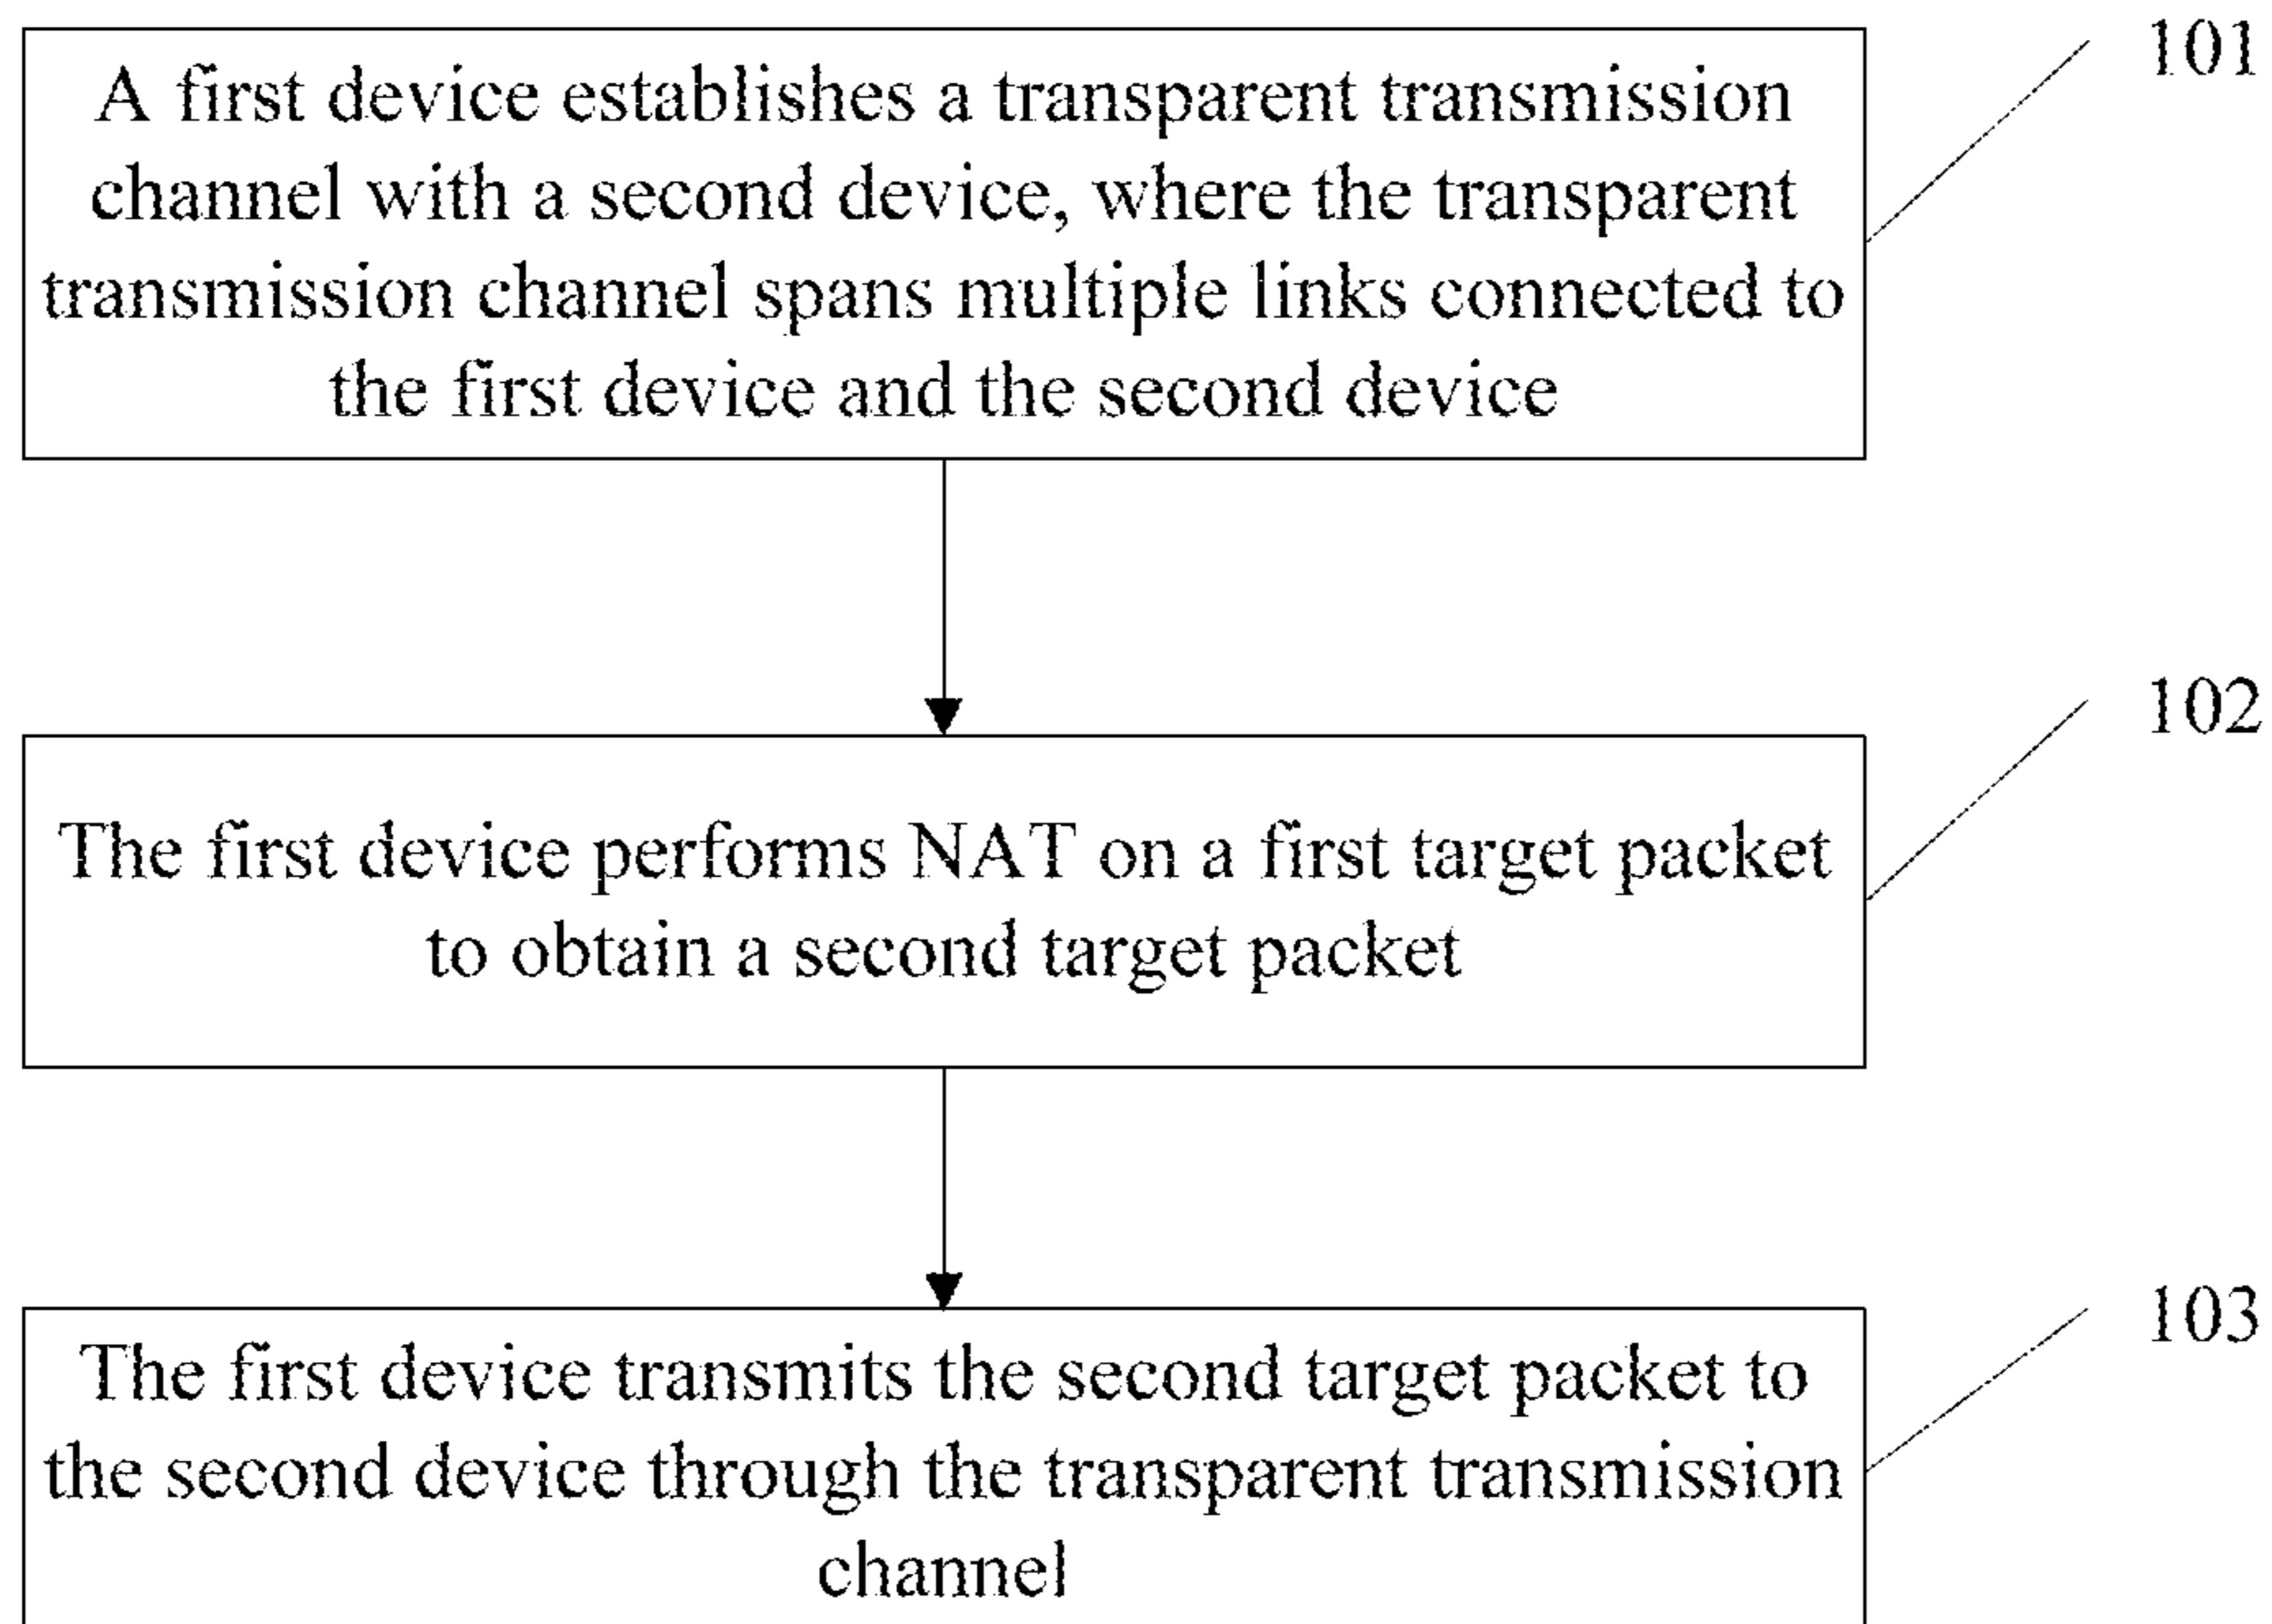 A first device establishes a transparent transmission
channel with a second device, where the transparent
transmission channel spans multiple links connected to
the first device and the second device
101
The first device performs NAT on a first target packet
to obtain a second target packet
102
The first device transmits the second target packet to
the second device through the transparent transmission
channel
103